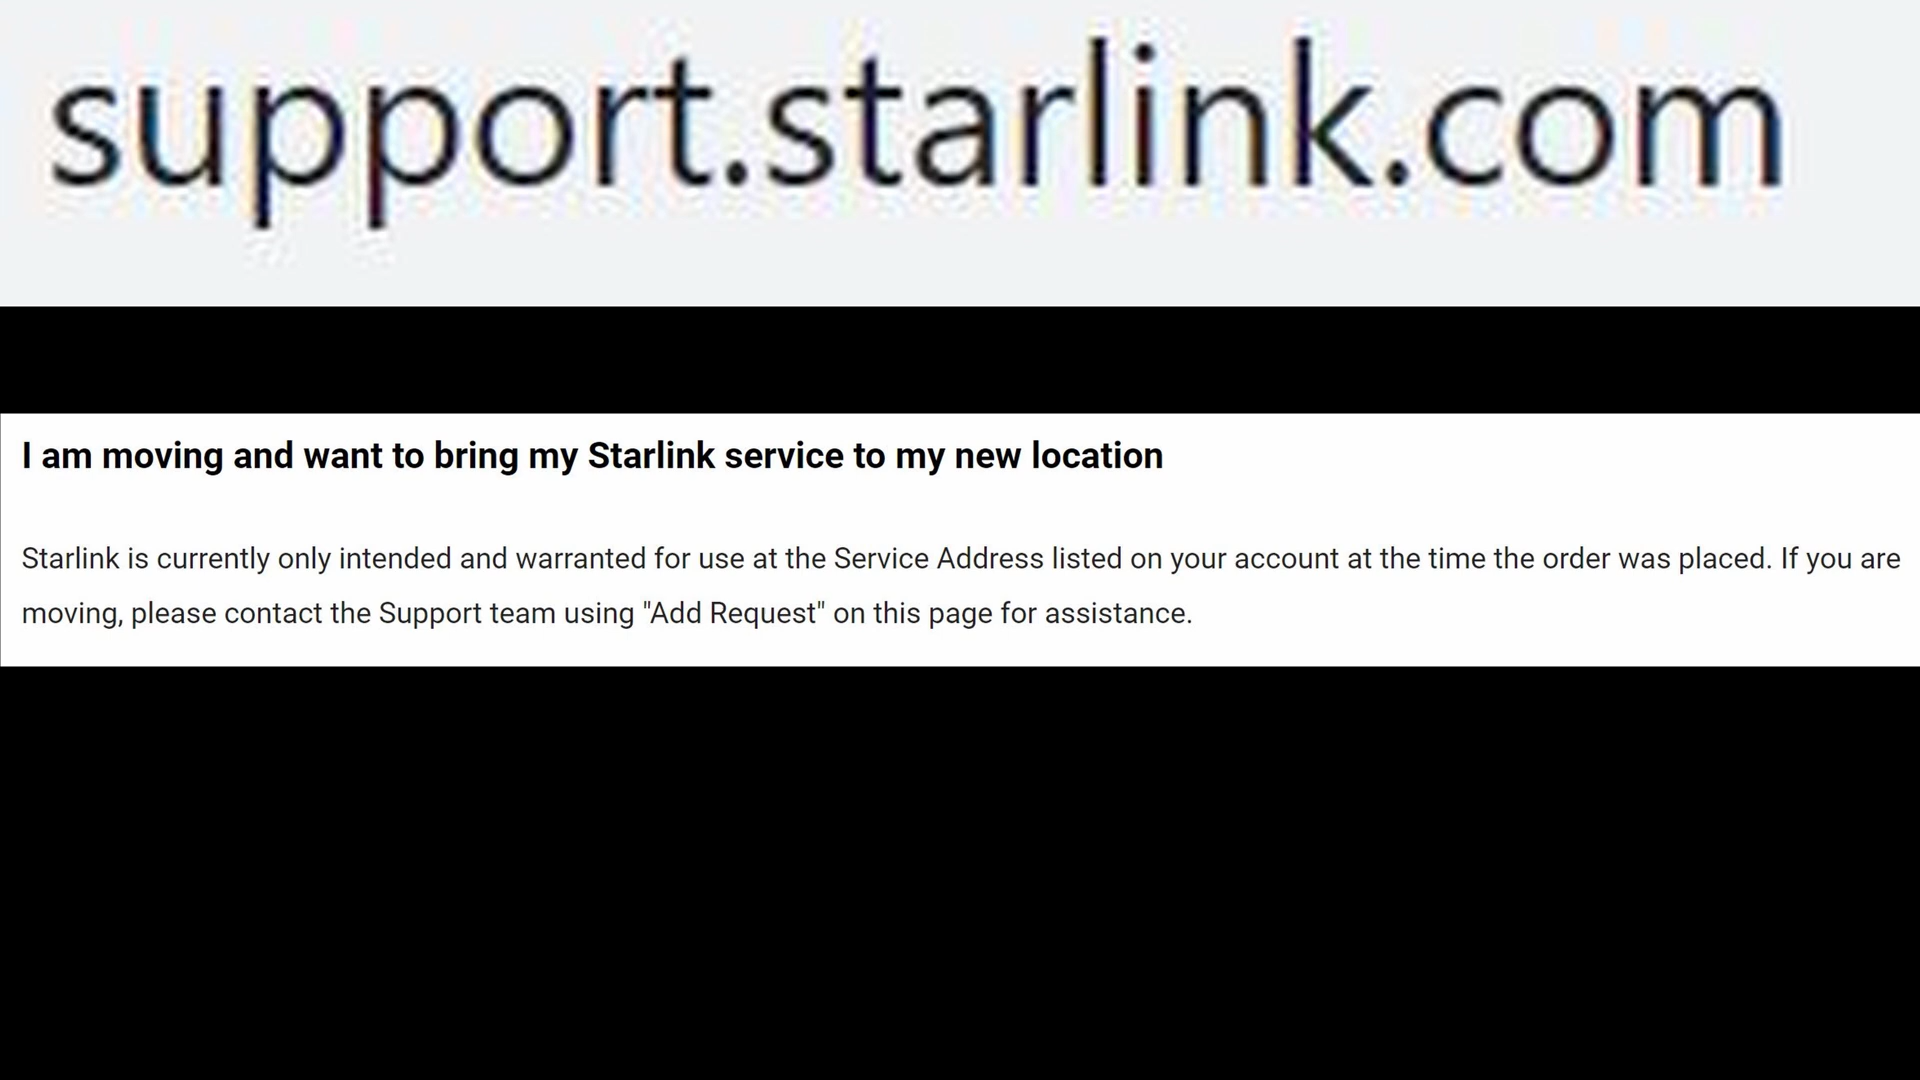 support.starlink.com
I am moving and want to bring my Starlink service to my new location
Starlink is currently only intended and warranted for use at the Service Address listed on your account at the time the order was placed. If you are
moving, please contact the Support team using "Add Request" on this page for assistance.